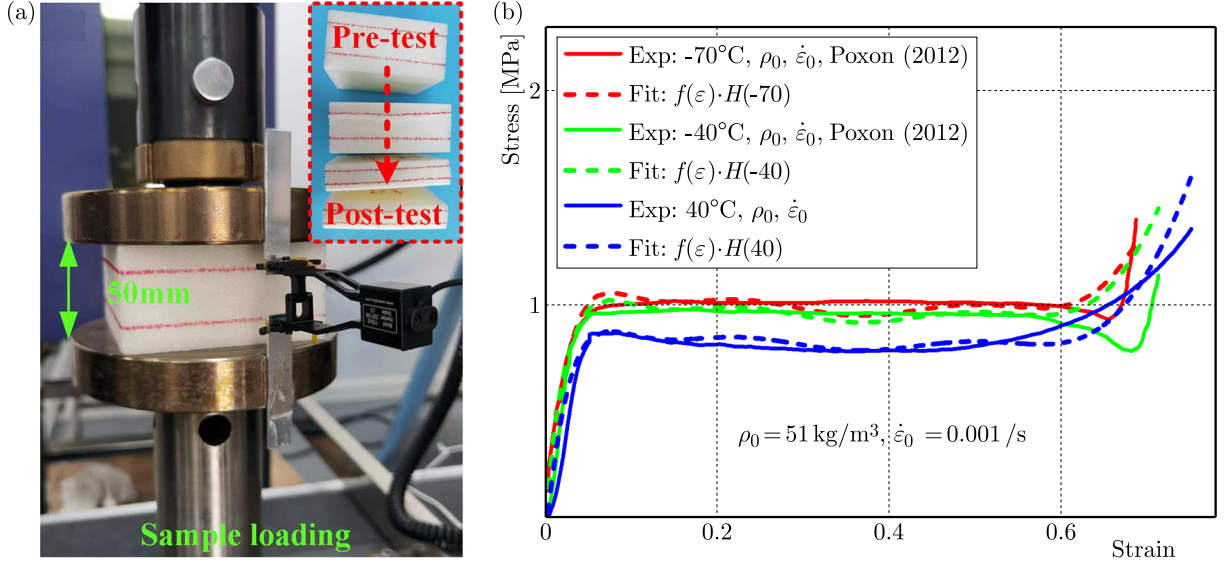 (a)
Pre-test
Post-test
50mm
Sample loading
(b)
Stress [MPa]
Exp: -70°C, ρ₀, ε̇₀, Poxon (2012)
Fit: f(ε)·H(-70)
Exp: -40°C, ρ₀, ε̇₀, Poxon (2012)
Fit: f(ε)·H(-40)
Exp: 40°C, ρ₀, ε̇₀
Fit: f(ε)·H(40)
2
1
ρ₀ = 51 kg/m³, ε̇₀ = 0.001 /s
0
0.2
0.4
0.6
Strain